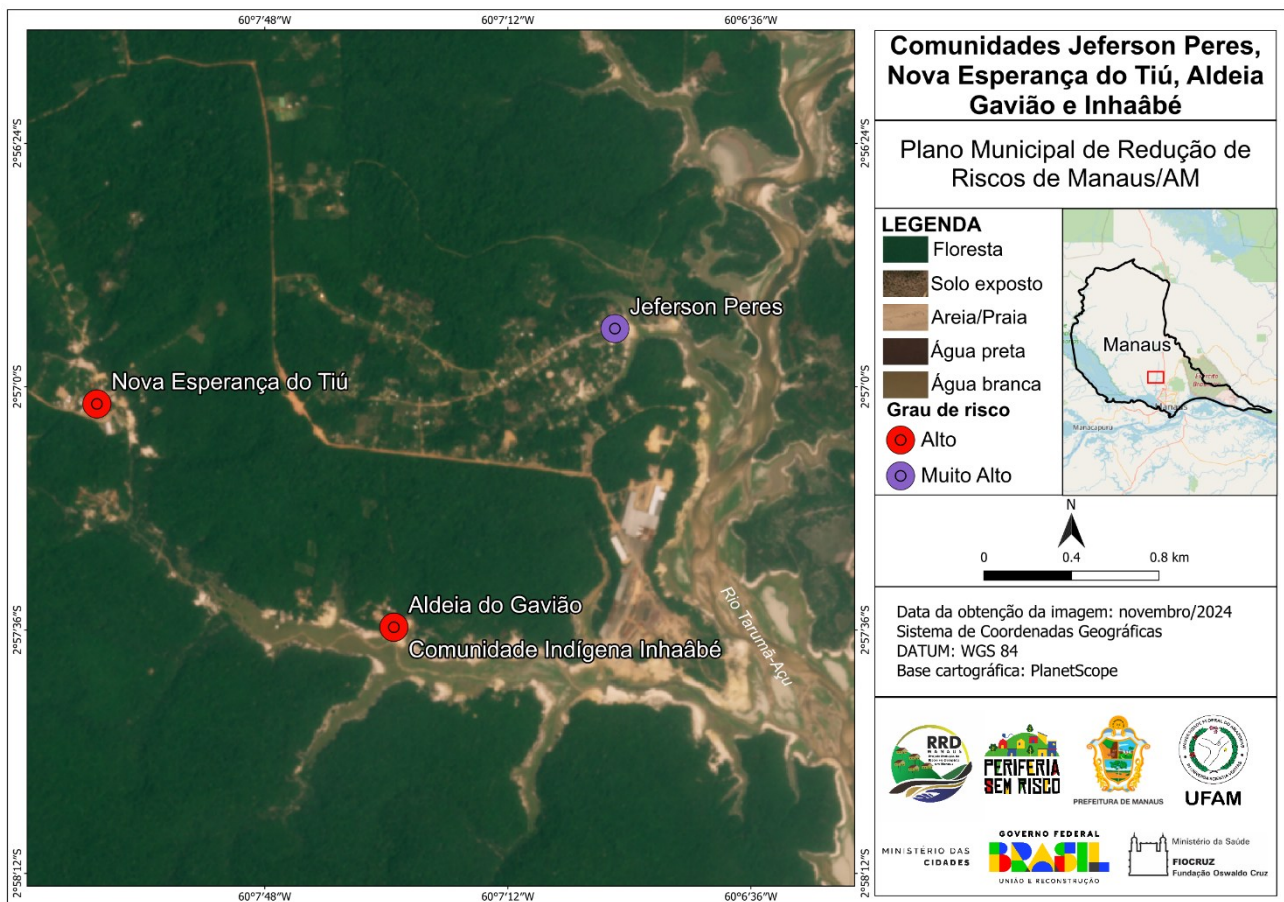 60°7'48"W
60°7'12"W
60°6'36"W
2°56'24"S
2°57'0"S
2°57'36"S
2°58'12"S
Jeferson Peres
Nova Esperança do Tiú
Aldeia do Gavião
Comunidade Indígena Inhaâbé
Rio Tarumã-Açu
2°56'24"S
2°57'0"S
2°57'36"S
2°58'12"S
60°7'48"W
60°7'12"W
60°6'36"W
Comunidades Jeferson Peres,
Nova Esperança do Tiú, Aldeia
Gavião e Inhaâbé
Plano Municipal de Redução de
Riscos de Manaus/AM
LEGENDA
Floresta
Solo exposto
Areia/Praia
Água preta
Água branca
Grau de risco
Alto
Muito Alto
Manaus
Manaus
Manacapuru
N
0 0.4 0.8 km
Data da obtenção da imagem: novembro/2024
Sistema de Coordenadas Geográficas
DATUM: WGS 84
Base cartográfica: PlanetScope
RRD
MANAUS
PERIFERIA
SEM RISCO
PREFEITURA DE MANAUS
UFAM
MINISTÉRIO DAS
CIDADES
GOVERNO FEDERAL
BRASIL
UNIÃO E RECONSTRUÇÃO
Ministério da Saúde
FIOCRUZ
Fundação Oswaldo Cruz